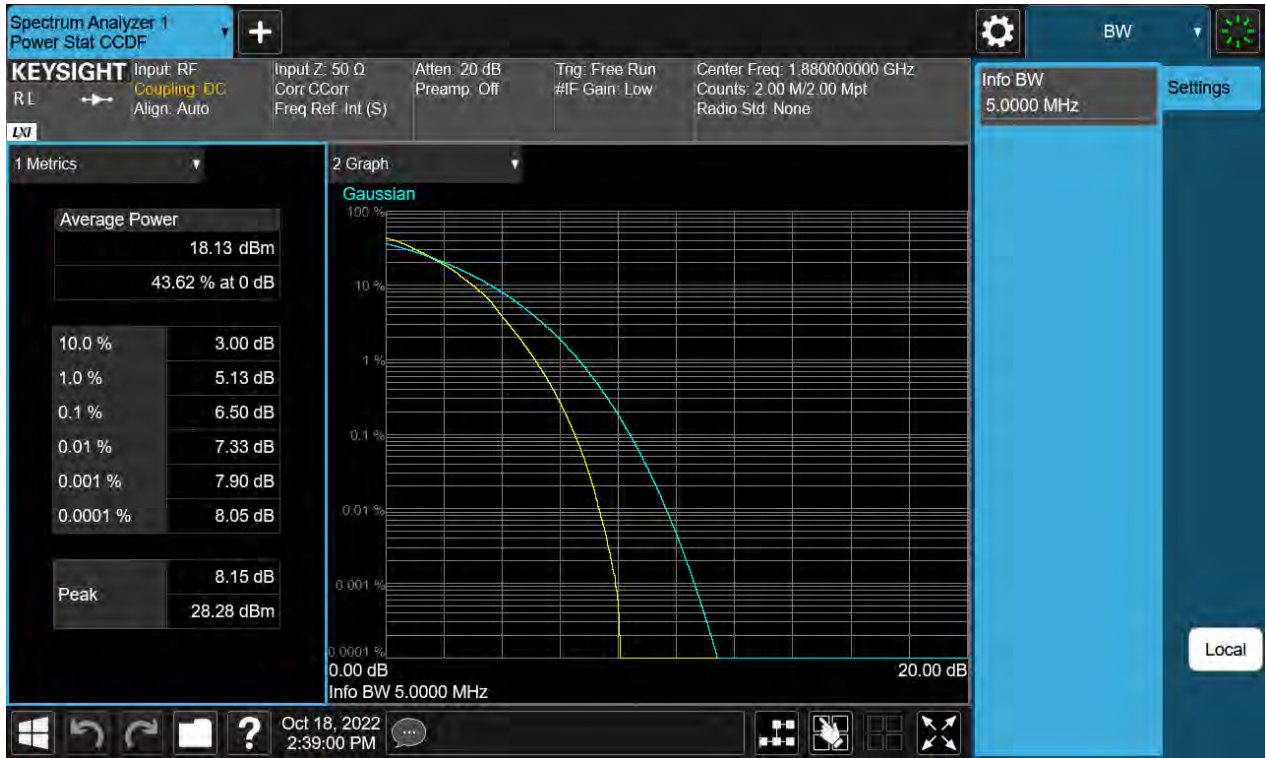 Spectrum Analyzer 1
Power Stat CCDF
+
BW
KEYSIGHT
RL
LXI
Input: RF
Coupling: DC
Align: Auto
Input Z: 50 Ω
Corr CCorr
Freq Ref: Int (S)
Atten: 20 dB
Preamp: Off
Trig: Free Run
#IF Gain: Low
Center Freq: 1.880000000 GHz
Counts: 2.00 M/2.00 Mpt
Radio Std: None
Info BW
5.0000 MHz
Settings
1 Metrics
Average Power
18.13 dBm
43.62 % at 0 dB
10.0 % 3.00 dB
1.0 % 5.13 dB
0.1 % 6.50 dB
0.01 % 7.33 dB
0.001 % 7.90 dB
0.0001 % 8.05 dB
Peak
8.15 dB
28.28 dBm
2 Graph
Gaussian
100 %
10 %
1 %
0.1 %
0.01 %
0.001 %
0.0001 %
0.00 dB 20.00 dB
Info BW 5.0000 MHz
Local
?
Oct 18, 2022
2:39:00 PM